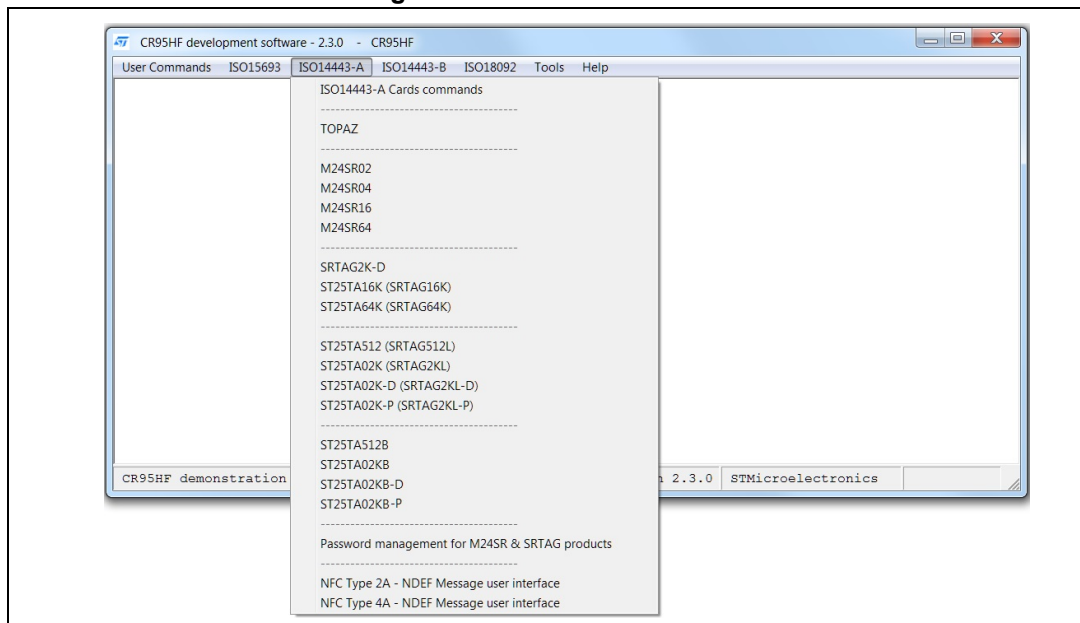 CR95HF development software - 2.3.0 - CR95HF
User Commands ISO15693 ISO14443-A ISO14443-B ISO18092 Tools Help
ISO14443-A Cards commands
----------------------------------------
TOPAZ
----------------------------------------
M24SR02
M24SR04
M24SR16
M24SR64
----------------------------------------
SRTAG2K-D
ST25TA16K (SRTAG16K)
ST25TA64K (SRTAG64K)
----------------------------------------
ST25TA512 (SRTAG512L)
ST25TA02K (SRTAG2KL)
ST25TA02K-D (SRTAG2KL-D)
ST25TA02K-P (SRTAG2KL-P)
----------------------------------------
ST25TA512B
ST25TA02KB
CR95HF demonstration 2.3.0 STMicroelectronics
ST25TA02KB-D
ST25TA02KB-P
----------------------------------------
Password management for M24SR & SRTAG products
----------------------------------------
NFC Type 2A - NDEF Message user interface
NFC Type 4A - NDEF Message user interface